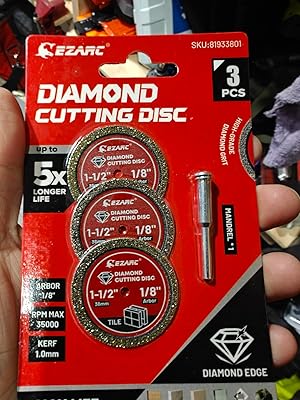 EZARC
SKU:81933801
DIAMOND
CUTTING DISC
3
PCS
HIGH-GRADE
DIAMOND GRIT
up to
5X
LONGER
LIFE
EZARC
DIAMOND
CUTTING DISC
1-1/2" 1/8"
Arbor
EZARC
DIAMOND
CUTTING DISC
1-1/2" 1/8"
38mm Arbor
EZARC
DIAMOND
CUTTING DISC
1-1/2" 1/8"
38mm Arbor
TILE
MANDREL*1
ARBOR
1/8"
RPM MAX
35000
KERF
1.0mm
DIAMOND EDGE